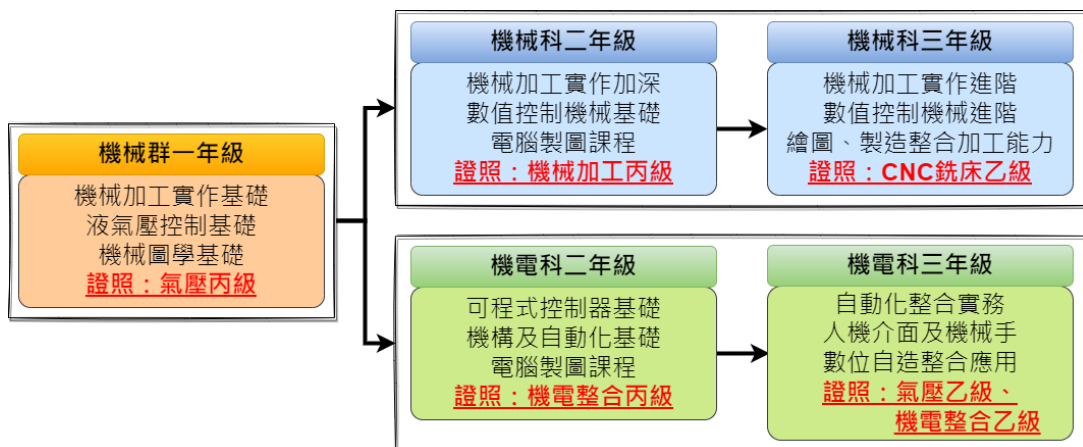 機械群一年級
機械加工實作基礎
液氣壓控制基礎
機械圖學基礎
證照：氣壓丙級
機械科二年級
機械加工實作加深
數值控制機械基礎
電腦製圖課程
證照：機械加工丙級
機械科三年級
機械加工實作進階
數值控制機械進階
繪圖、製造整合加工能力
證照：CNC銑床乙級
機電科二年級
可程式控制器基礎
機構及自動化基礎
電腦製圖課程
證照：機電整合丙級
機電科三年級
自動化整合實務
人機介面及機械手
數位自造整合應用
證照：氣壓乙級、
機電整合乙級